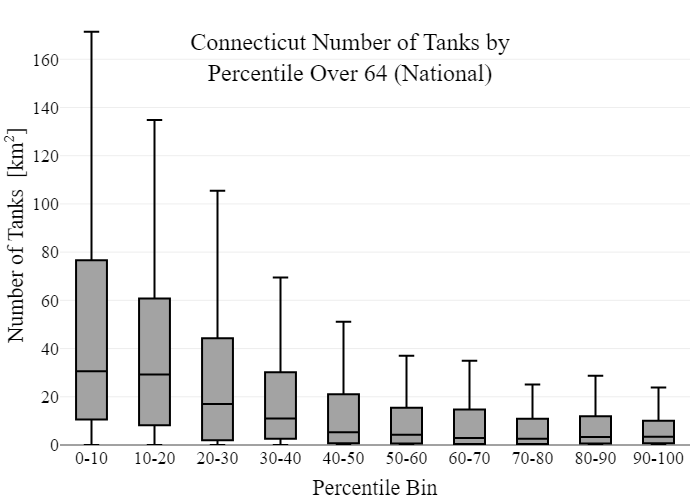 Connecticut Number of Tanks by
Percentile Over 64 (National)
Number of Tanks [km²]
160
140
120
100
80
60
40
20
0
0-10 10-20 20-30 30-40 40-50 50-60 60-70 70-80 80-90 90-100
Percentile Bin